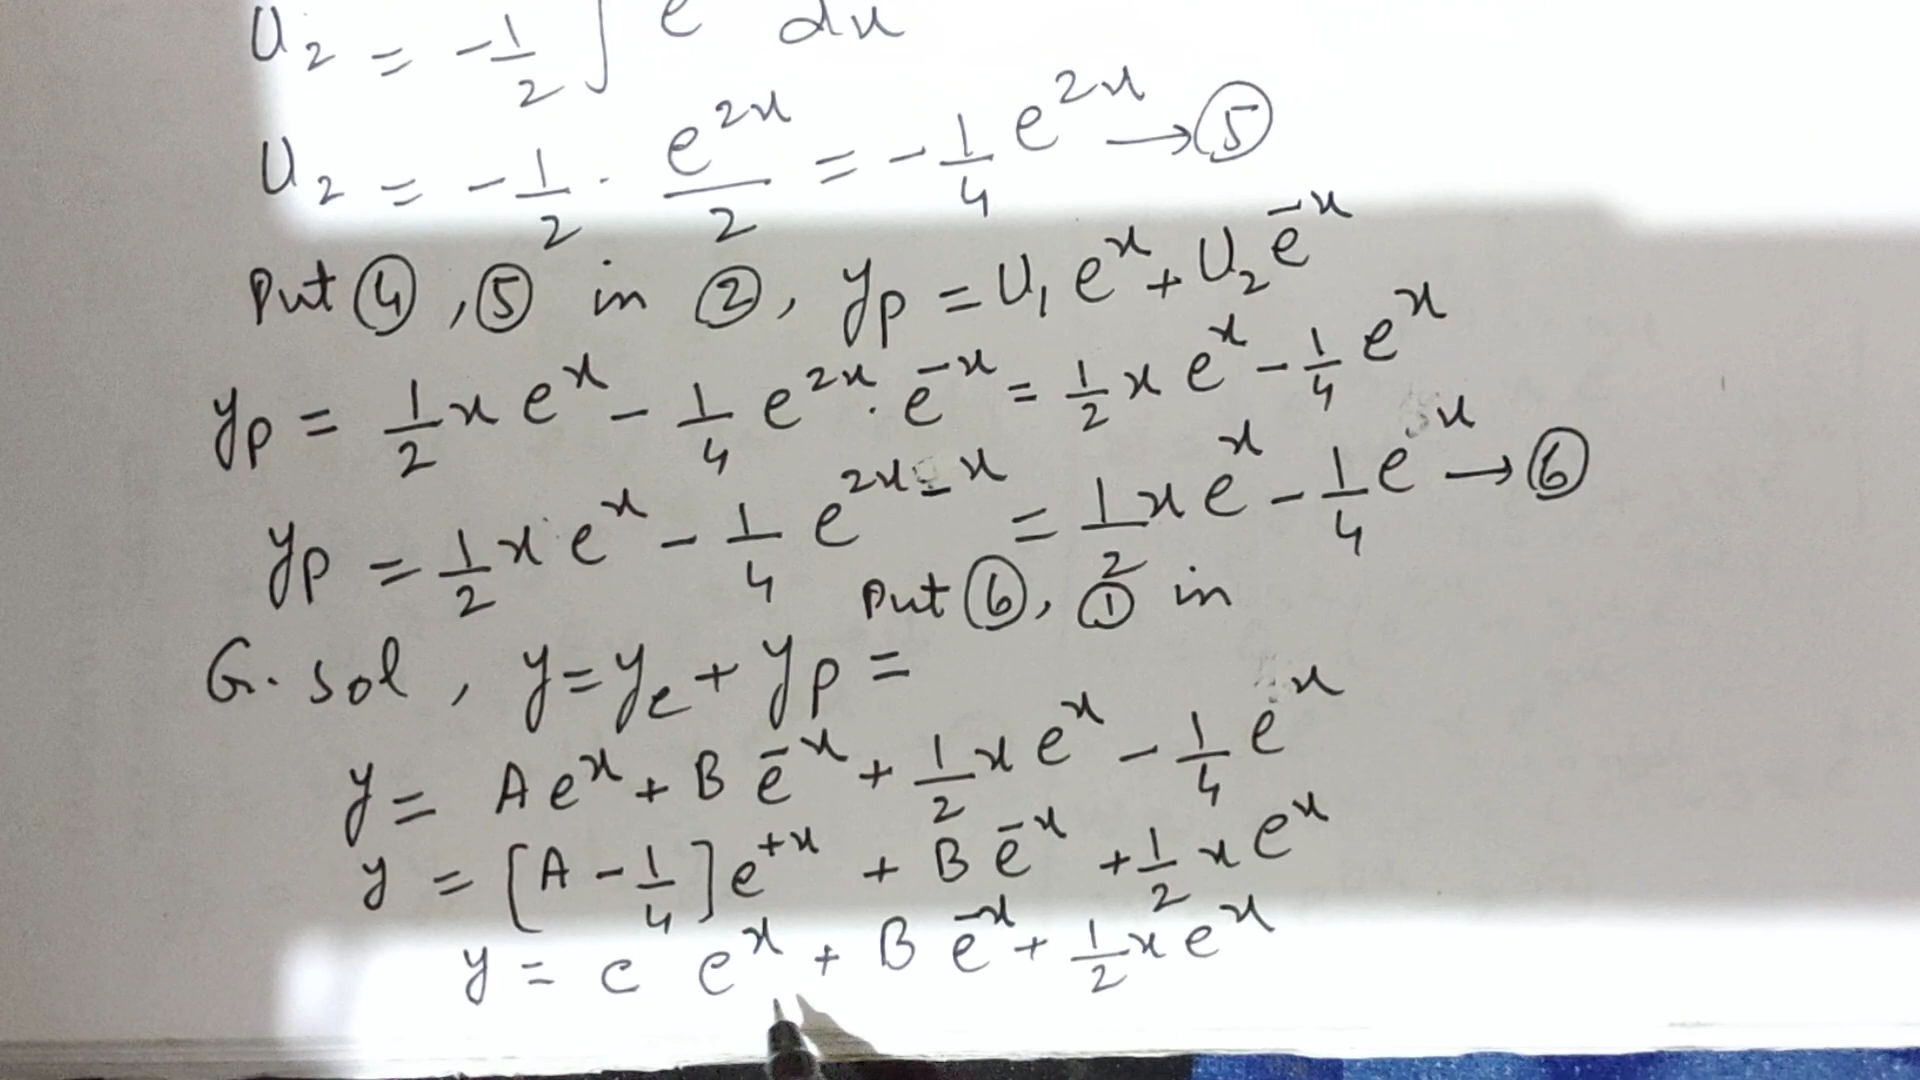 U₂ = -1/2 ∫ e du
U₂ = -1/2 · e^{2x}/2 = -1/4 e^{2x} → ⑤
Put ④, ⑤ in ②, yp = U₁ e^x + U₂ e^{-x}
yp = 1/2 x e^x - 1/4 e^{2x} · e^{-x} = 1/2 x e^x - 1/4 e^x
yp = 1/2 x e^x - 1/4 e^{2x-x} = 1/2 x e^x - 1/4 e^x → ⑥
Put ⑥, ① in
G. sol, y = yc + yp =
y = A e^x + B e^{-x} + 1/2 x e^x - 1/4 e^x
y = [A - 1/4] e^{+x} + B e^{-x} + 1/2 x e^x
y = c e^x + B e^{-x} + 1/2 x e^x